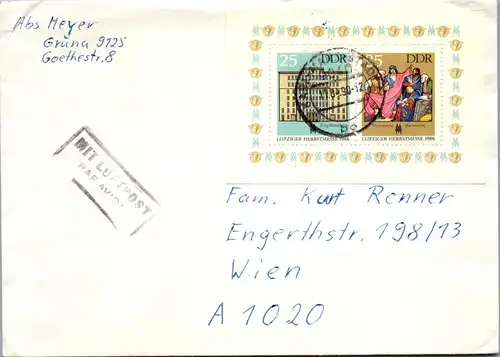 Abs Meyer
Grüna 9125
Goethestr. 8
25 DDR
85 DDR
LEIPZIGER HERBSTMESSE 1986
LEIPZIGER HERBSTMESSE 1986
MIT LUFTPOST
PAR AVION
Fam. Kurt Renner
Engerthstr. 198/13
Wien
A 1020